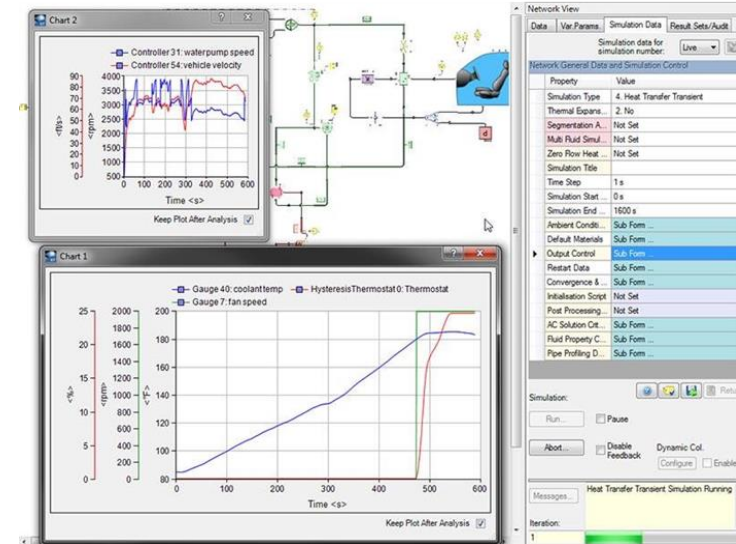 Chart 2
Controller 31: waterpump speed
Controller 54: vehicle velocity
90
80
70
60
50
40
30
20
10
0
<ft/s>
4000
3500
3000
2500
2000
1500
1000
500
<rpm>
0 100 200 300 400 500 600
Time <s>
Keep Plot After Analysis
Chart 1
Gauge 40: coolant temp
HysteresisThermostat 0: Thermostat
Gauge 7: fan speed
25
20
15
10
5
0
<%>
2000
1800
1600
1400
1200
1000
800
600
400
200
0
<rpm>
200
180
160
140
120
100
80
<°F>
0 100 200 300 400 500 600
Time <s>
Keep Plot After Analysis
Network View
Data Var.Params. Simulation Data Result Sets/Audit
Simulation data for
simulation number: Live
Network General Data and Simulation Control
Property Value
Simulation Type 4. Heat Transfer Transient
Thermal Expans... 2. No
Segmentation A... Not Set
Multi Fluid Simul... Not Set
Zero Flow Heat ... Not Set
Simulation Title
Time Step 1 s
Simulation Start ... 0 s
Simulation End ... 1600 s
Ambient Conditi... Sub Form ...
Default Materials Sub Form ...
Output Control Sub Form ...
Restart Data Sub Form ...
Convergence & ... Sub Form ...
Initialisation Script Not Set
Post Processing... Not Set
AC Solution Crit... Sub Form ...
Fluid Property C... Sub Form ...
Pipe Profiling D... Sub Form ...
Simulation:
Retu
Run... Pause
Abort... Disable
Feedback
Dynamic Col.
Configure Enable
Messages... Heat Transfer Transient Simulation Running
Iteration:
1
d